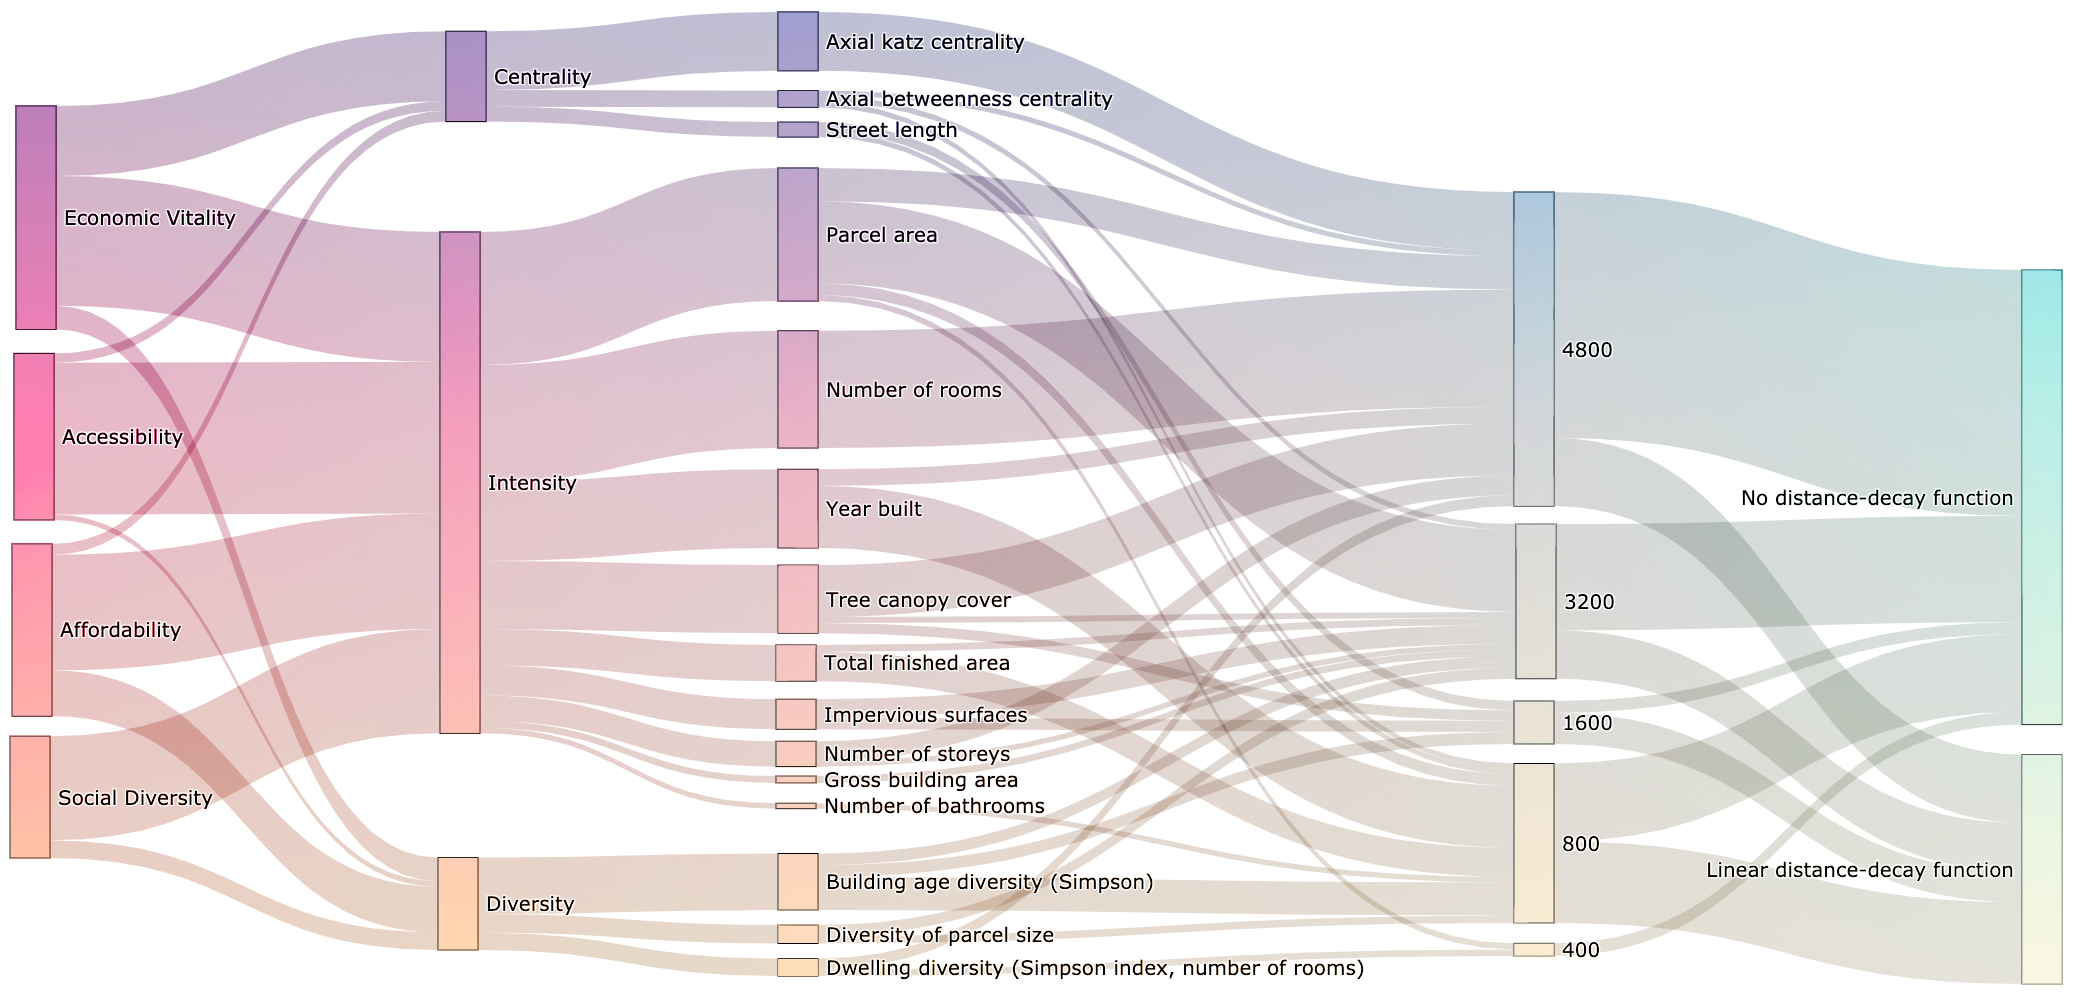 Economic Vitality
Accessibility
Affordability
Social Diversity
Centrality
Intensity
Diversity
Axial katz centrality
Axial betweenness centrality
Street length
Parcel area
Number of rooms
Year built
Tree canopy cover
Total finished area
Impervious surfaces
Number of storeys
Gross building area
Number of bathrooms
Building age diversity (Simpson)
Diversity of parcel size
Dwelling diversity (Simpson index, number of rooms)
4800
3200
1600
800
400
No distance-decay function
Linear distance-decay function